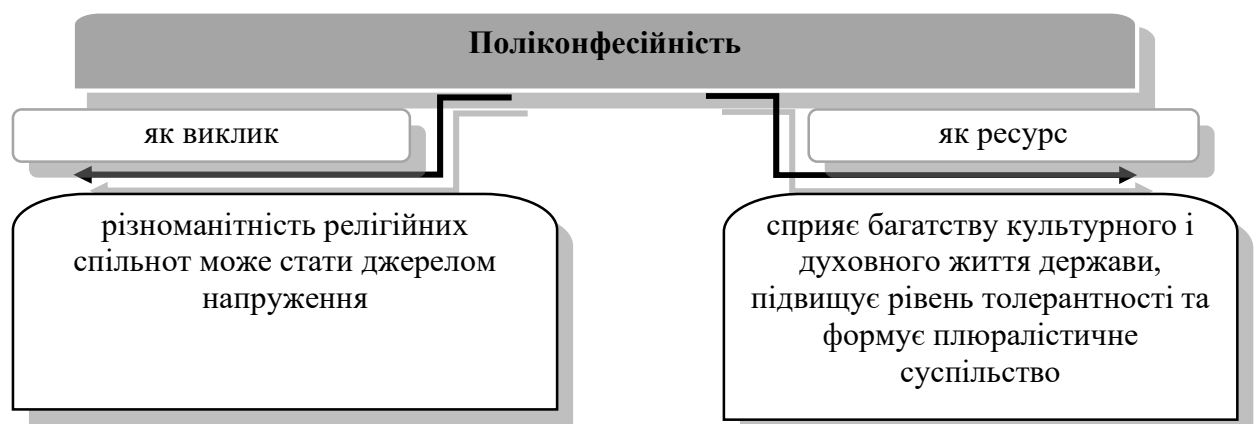 Поліконфесійність
як виклик
різноманітність релігійних
спільнот може стати джерелом
напруження
як ресурс
сприяє багатству культурного і
духовного життя держави,
підвищує рівень толерантності та
формує плюралістичне
суспільство